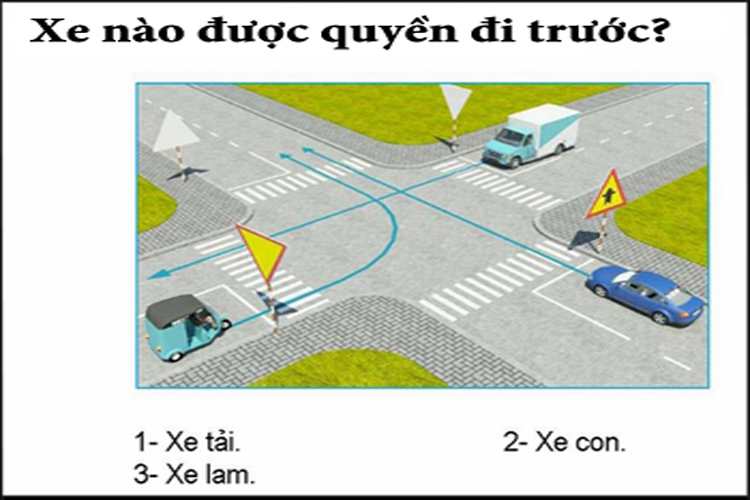 Xe nào được quyền đi trước?
1- Xe tải. 2- Xe con.
3- Xe lam.